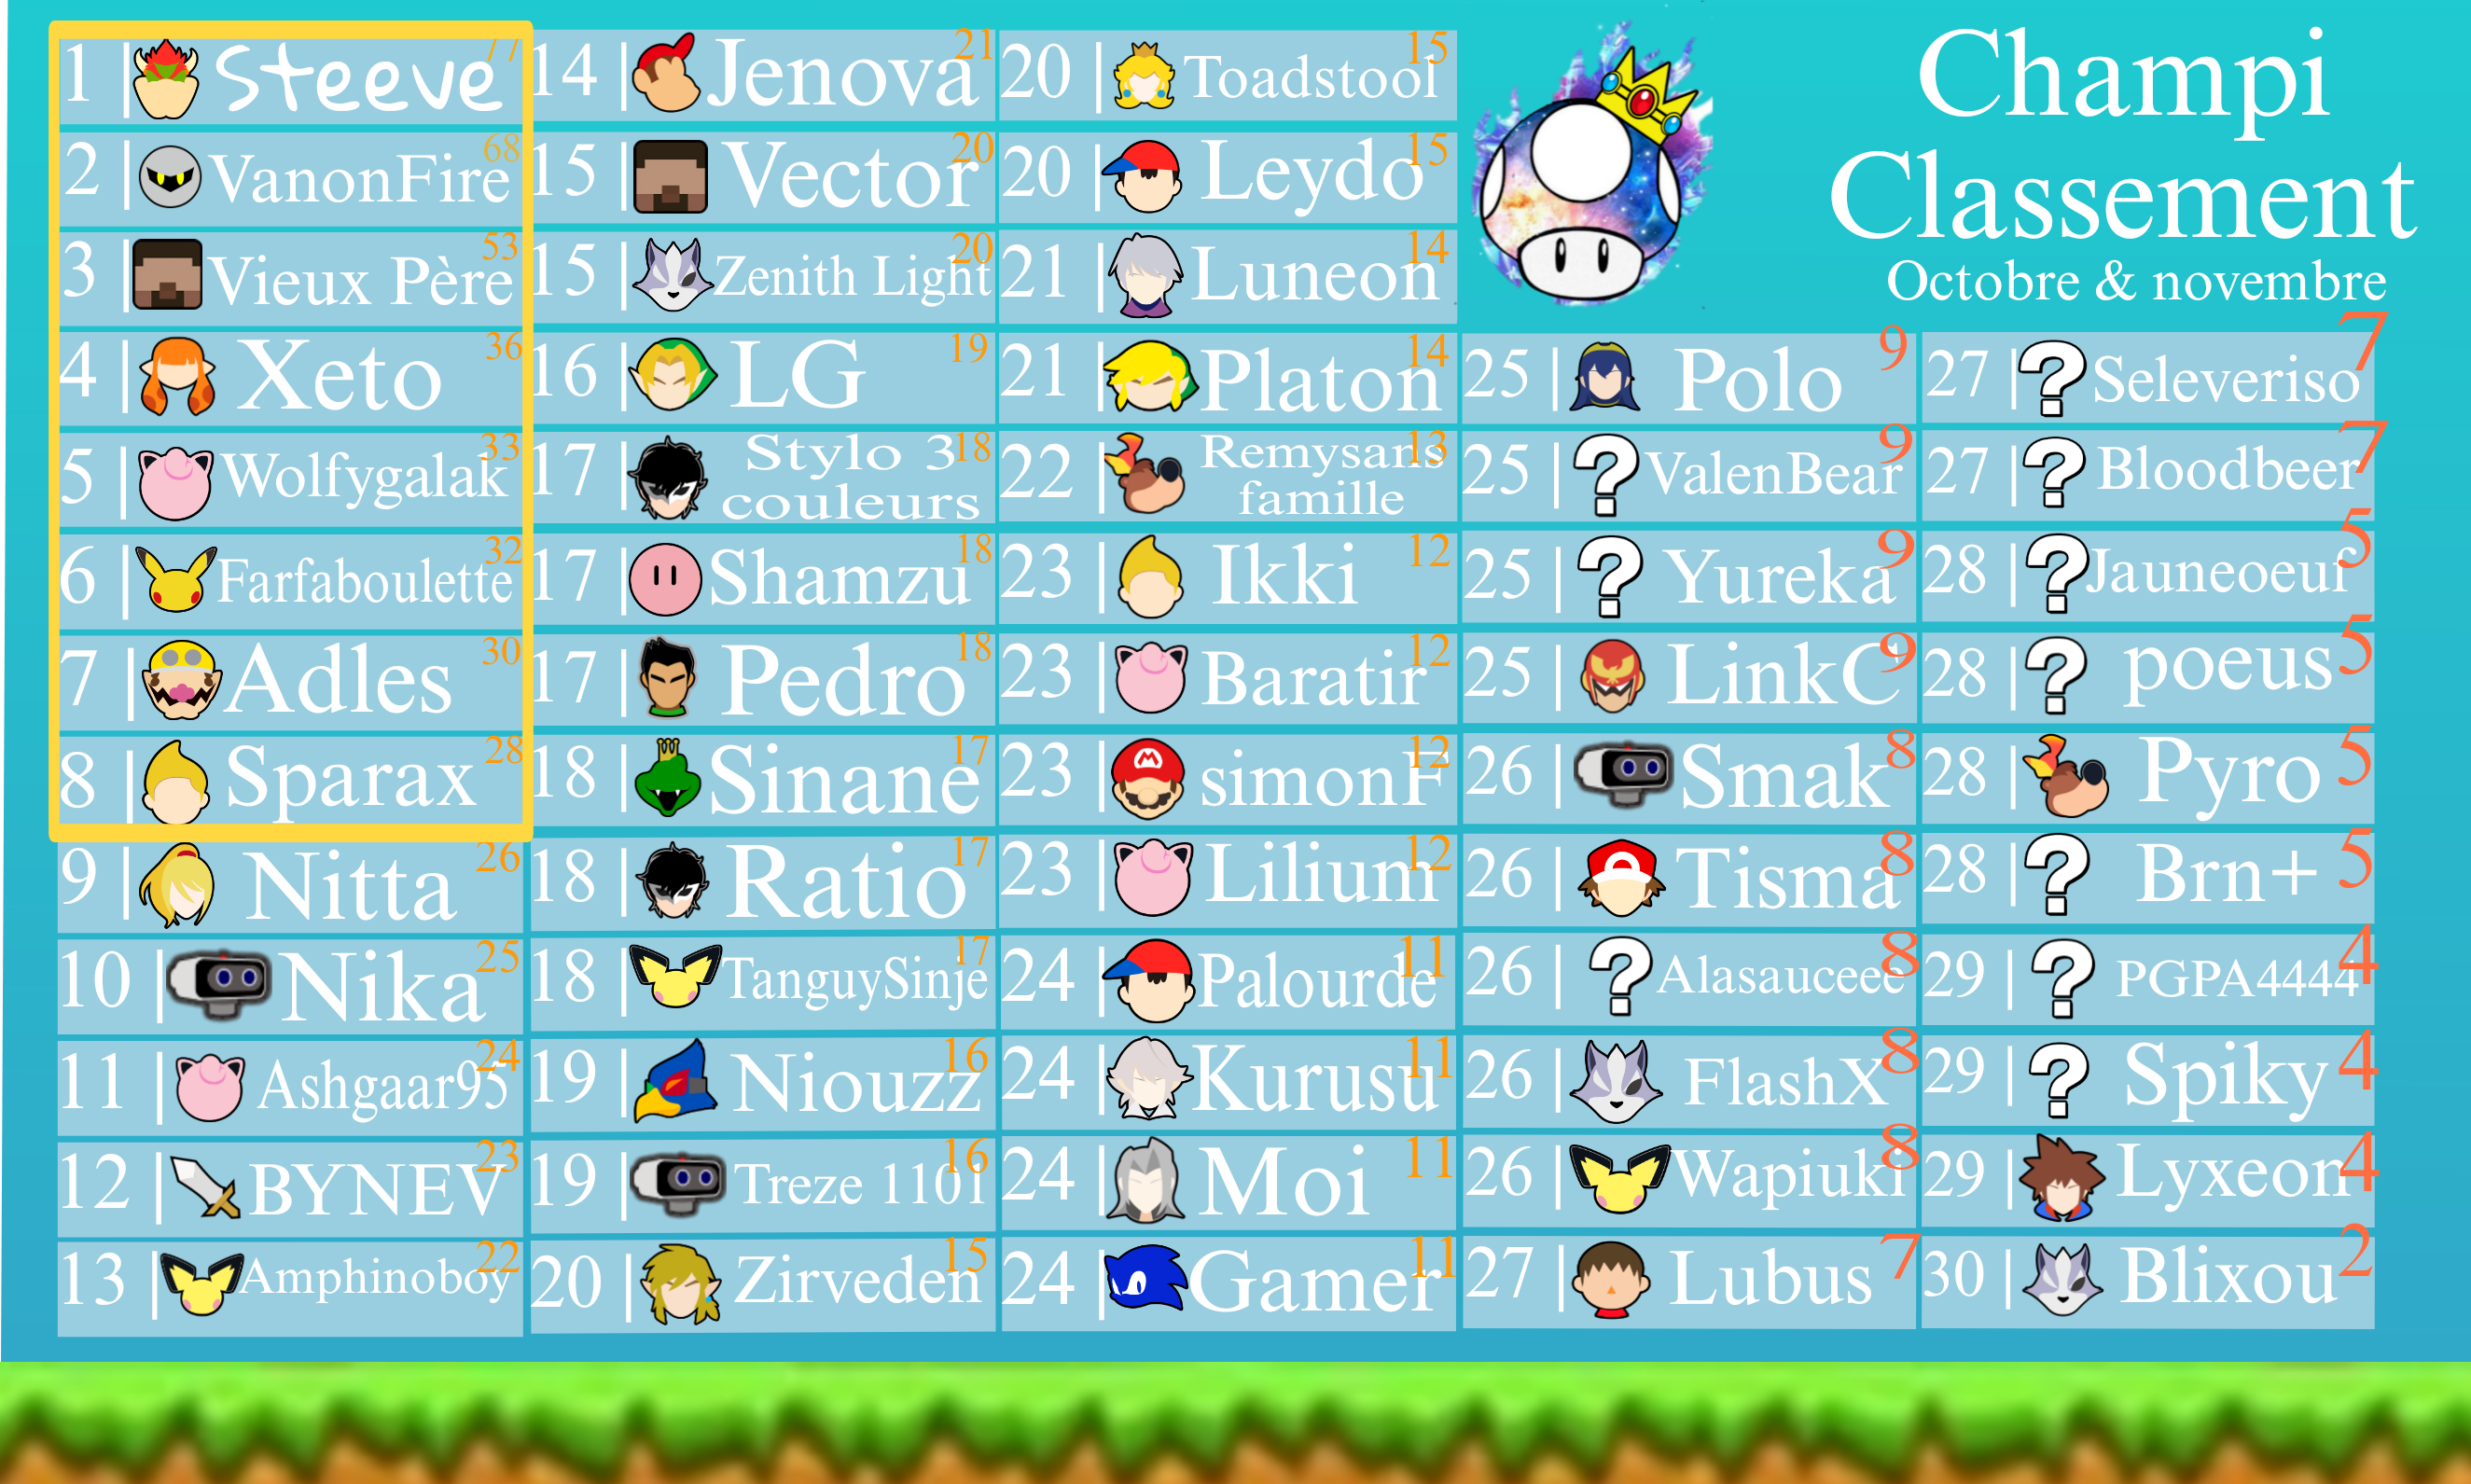 Champi
Classement
Octobre & novembre
1 | Steeve 77
2 | VanonFire 68
3 | Vieux Père 53
4 | Xeto 36
5 | Wolfygalak 33
6 | Farfaboulette 32
7 | Adles 30
8 | Sparax 28
9 | Nitta 26
10 | Nika 25
11 | Ashgaar95 24
12 | BYNEV 23
13 | Amphinoboy 22
14 | Jenova 21
15 | Vector 20
15 | Zenith Light 20
16 | LG 19
17 | Stylo 3 18
couleurs
17 | Shamzu 18
17 | Pedro 18
18 | Sinane 17
18 | Ratio 17
18 | TanguySinje 17
19 | Niouzz 16
19 | Treze 1101 16
20 | Zirveden 15
20 | Toadstool 15
20 | Leydo 15
21 | Luneon 14
21 | Platon 14
22 | Remysans 13
famille
23 | Ikki 12
23 | Baratir 12
23 | simonF 12
23 | Lilium 12
24 | Palourde 11
24 | Kurusu 11
24 | Moi 11
24 | Gamer 11
25 | Polo 9
25 | ValenBear 9
25 | Yureka 9
25 | LinkC 9
26 | Smak 8
26 | Tisma 8
26 | Alasauceee 8
26 | FlashX 8
26 | Wapiuki 8
27 | Lubus 7
27 | ? Seleveriso 7
27 | ? Bloodbeer 7
28 | ? Jauneoeuf 5
28 | ? poeus 5
28 | Pyro 5
28 | ? Brn+ 5
29 | ? PGPA4444 4
29 | ? Spiky 4
29 | Lyxeon 4
30 | Blixou 2